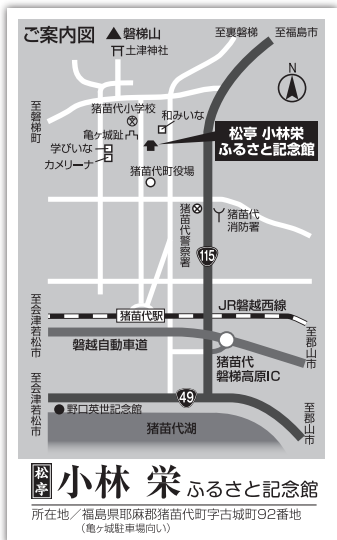 ご案内図
▲磐梯山
土津神社
至裏磐梯
至福島市
N
至磐梯町
猪苗代小学校
和みいな
亀ヶ城趾
学びいな
カメリーナ
松亭 小林栄
ふるさと記念館
猪苗代町役場
猪苗代警察署
猪苗代
消防署
115
至会津若松市
猪苗代駅
JR磐越西線
磐越自動車道
至郡山市
猪苗代
磐梯高原IC
至会津若松市
49
野口英世記念館
至郡山市
猪苗代湖
松亭 小林 栄 ふるさと記念館
所在地／福島県耶麻郡猪苗代町字古城町92番地
(亀ヶ城駐車場向い)